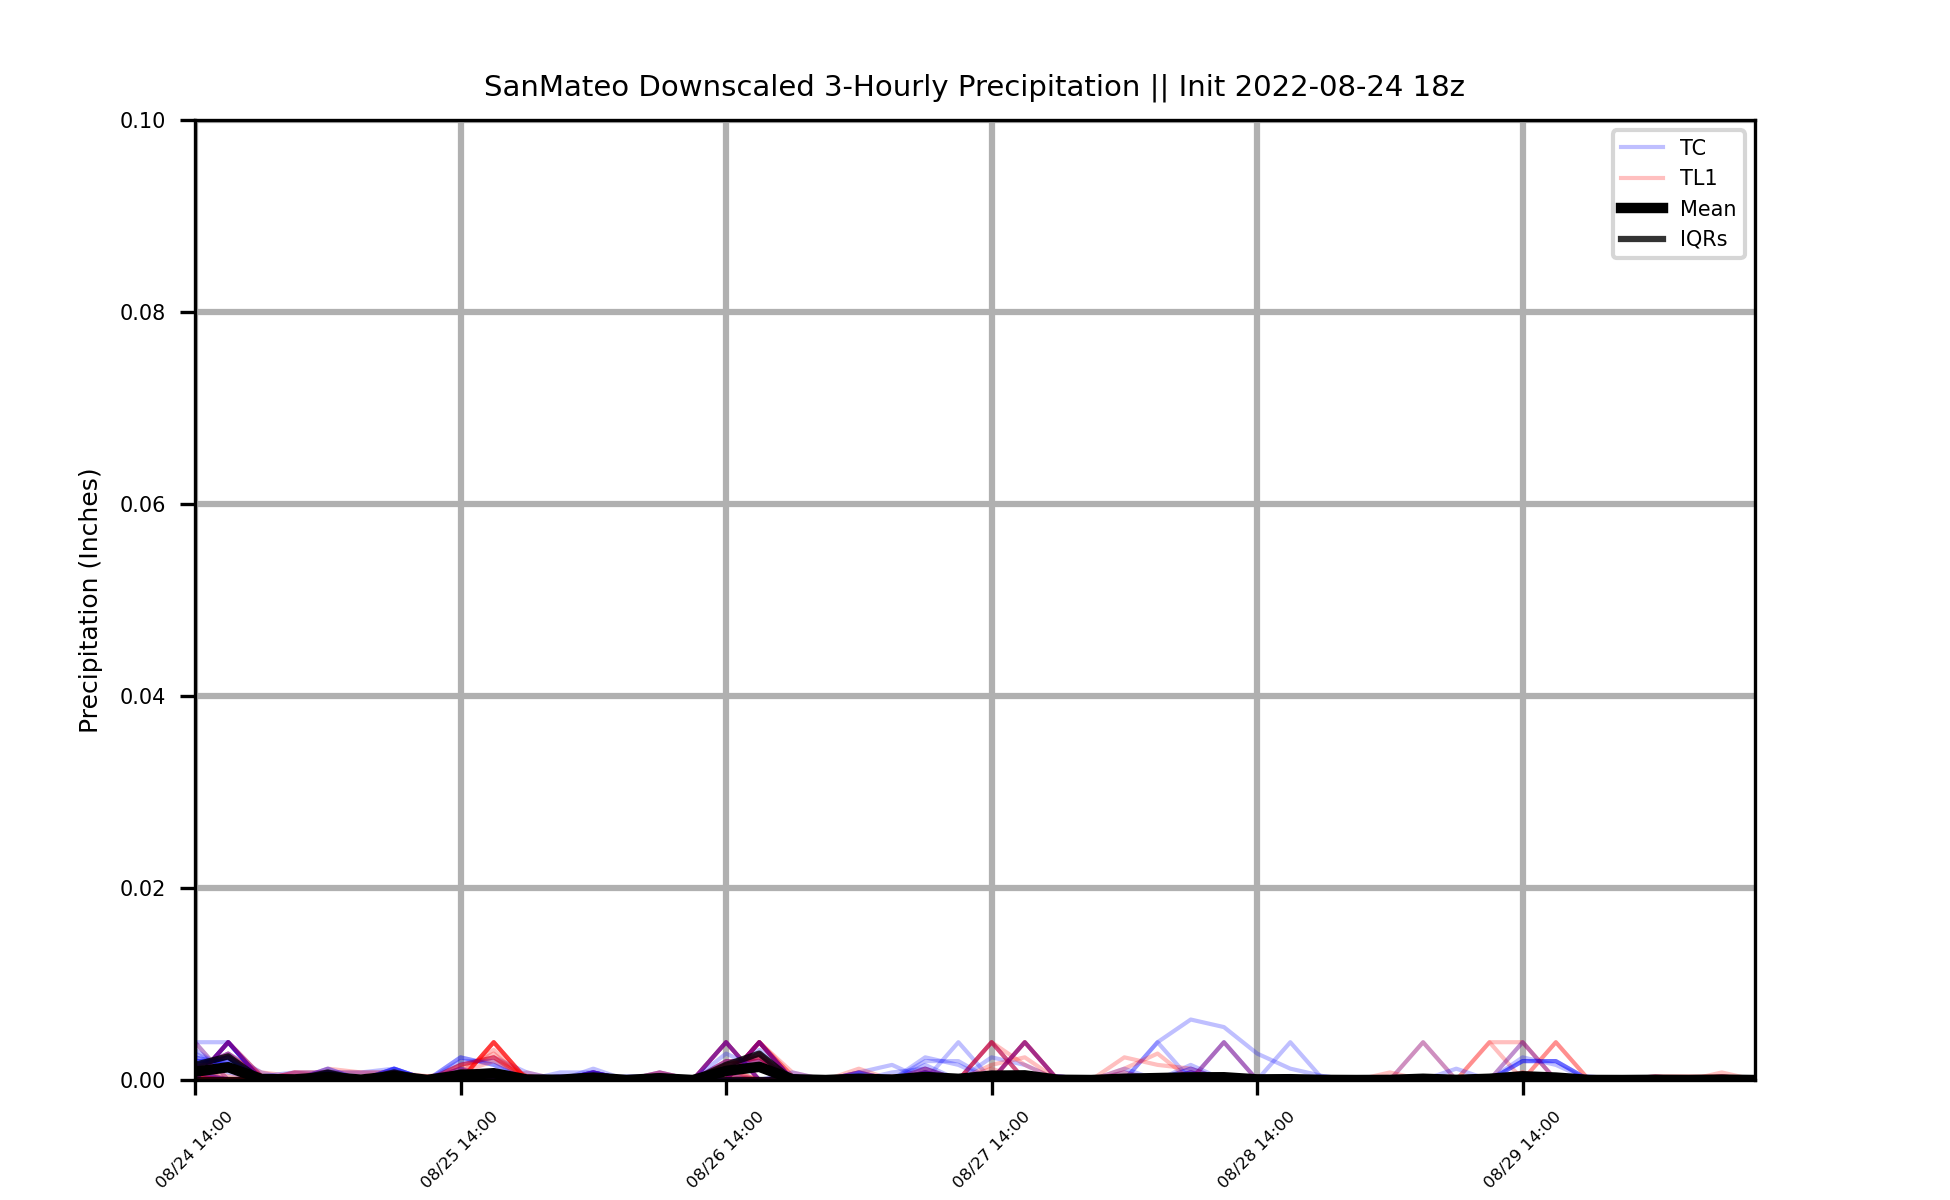 SanMateo Downscaled 3-Hourly Precipitation || Init 2022-08-24 18z
TC
TL1
Mean
IQRs
Precipitation (Inches)
0.10
0.08
0.06
0.04
0.02
0.00
08/24 14:00
08/25 14:00
08/26 14:00
08/27 14:00
08/28 14:00
08/29 14:00